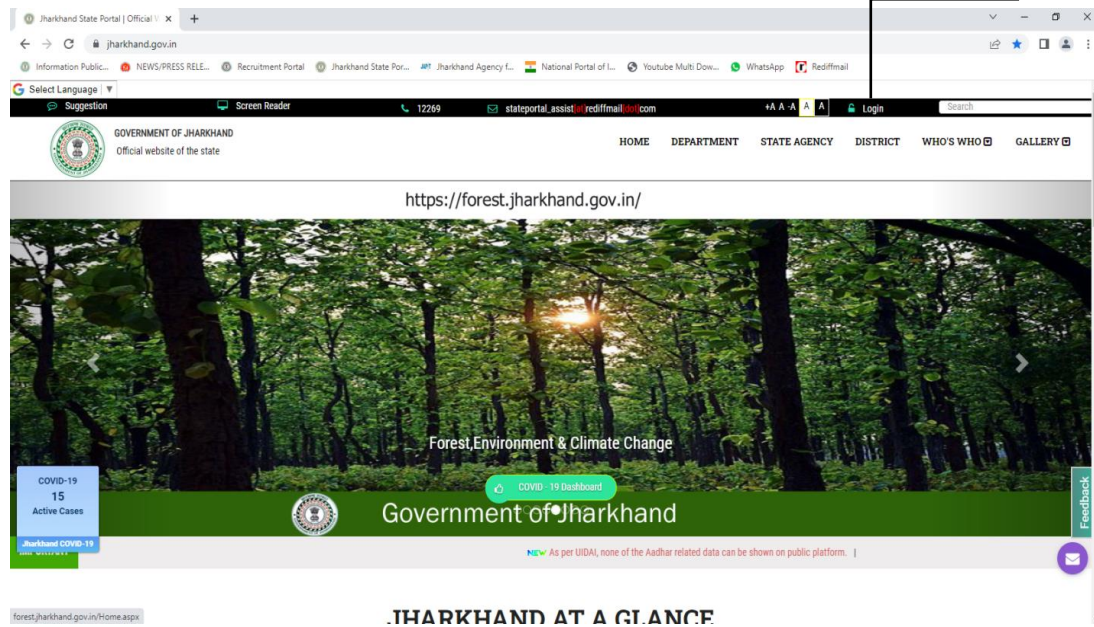 Jharkhand State Portal | Official
jharkhand.gov.in
Information Public... NEWS/PRESS RELE... Recruitment Portal Jharkhand State Por... Jharkhand Agency f... National Portal of I... Youtube Multi Dow... WhatsApp Rediffmail
Select Language
Suggestion Screen Reader 12269 stateportal_assist[at]rediffmail[dot]com +A A -A A A Login Search
GOVERNMENT OF JHARKHAND
Official website of the state
HOME DEPARTMENT STATE AGENCY DISTRICT WHO'S WHO GALLERY
https://forest.jharkhand.gov.in/
Forest,Environment & Climate Change
COVID-19
15
Active Cases
Jharkhand COVID-19
COVID - 19 Dashboard
Government of Jharkhand
Feedback
NEW As per UIDAI, none of the Aadhar related data can be shown on public platform. |
JHARKHAND AT A GLANCE
forest.jharkhand.gov.in/Home.aspx